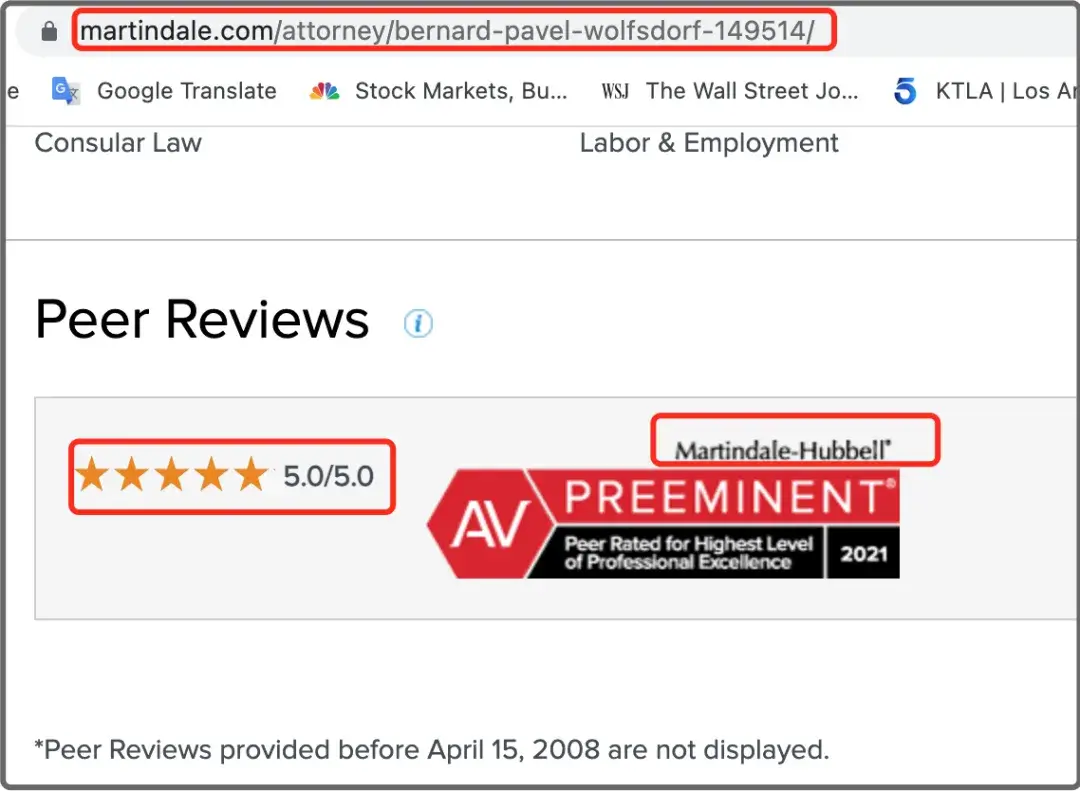 martindale.com/attorney/bernard-pavel-wolfsdorf-149514/
e Google Translate Stock Markets, Bu... WSJ The Wall Street Jo... 5 KTLA | Los An
Consular Law Labor & Employment
Peer Reviews i
Martindale-Hubbell®
5.0/5.0
AV PREEMINENT®
Peer Rated for Highest Level
of Professional Excellence 2021
*Peer Reviews provided before April 15, 2008 are not displayed.